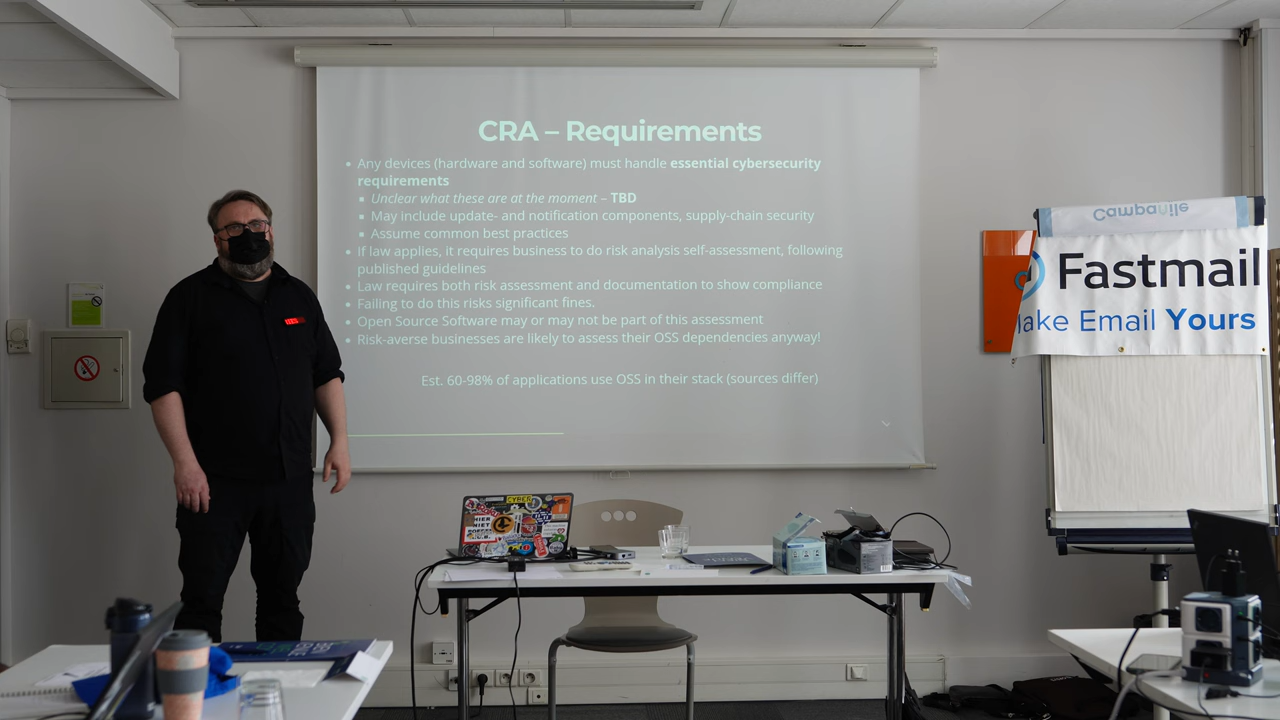 CRA – Requirements
• Any devices (hardware and software) must handle essential cybersecurity
requirements
▪ Unclear what these are at the moment – TBD
▪ May include update- and notification components, supply-chain security
▪ Assume common best practices
• If law applies, it requires business to do risk analysis self-assessment, following
published guidelines
• Law requires both risk assessment and documentation to show compliance
• Failing to do this risks significant fines.
• Open Source Software may or may not be part of this assessment
• Risk-averse businesses are likely to assess their OSS dependencies anyway!
Est. 60-98% of applications use OSS in their stack (sources differ)
Campanile
Fastmail
ake Email Yours
CYBER
HIER
NIET